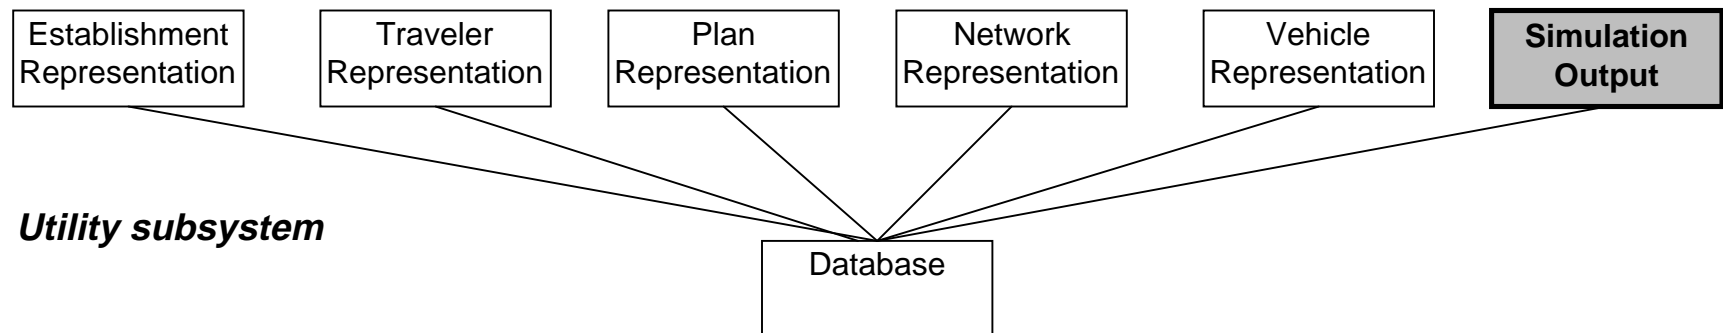 Establishment
Representation
Traveler
Representation
Plan
Representation
Network
Representation
Vehicle
Representation
Simulation
Output
Utility subsystem
Database